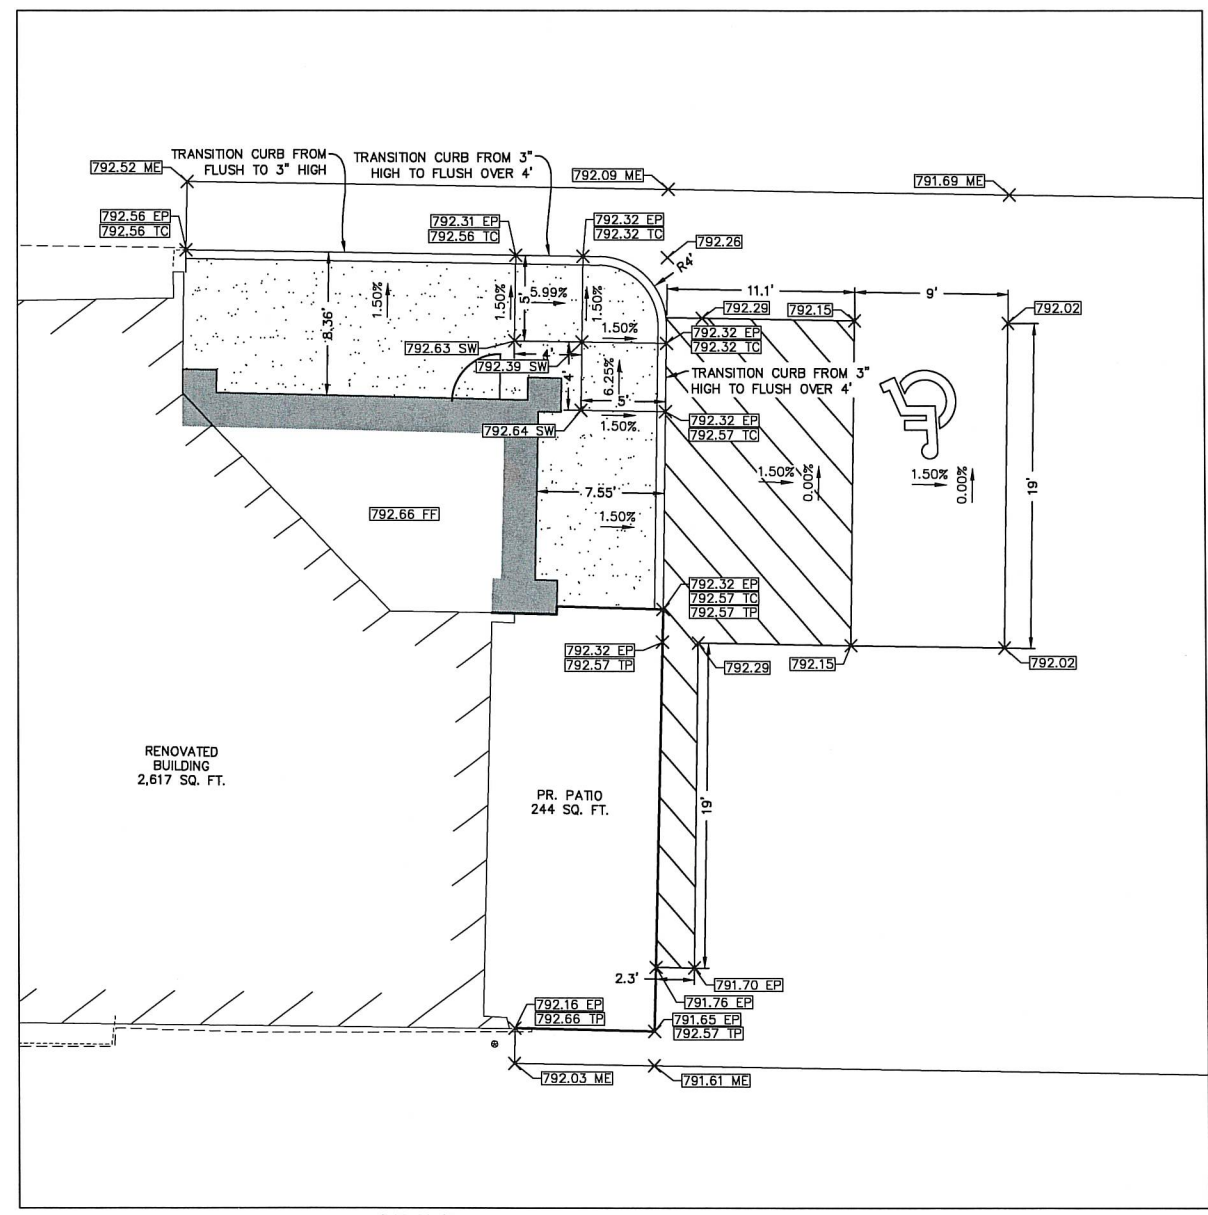 TRANSITION CURB FROM
FLUSH TO 3" HIGH
TRANSITION CURB FROM 3"
HIGH TO FLUSH OVER 4'
792.52 ME
792.09 ME
791.69 ME
792.56 EP
792.56 TC
792.31 EP
792.56 TC
792.32 EP
792.32 TC
792.26
R4'
11.1'
9'
1.50%
1.50%
5'
5.99%
1.50%
792.29
792.15
792.02
8.36'
1.50%
792.32 EP
792.32 TC
792.63 SW
4'
792.39 SW
4'
6.25%
TRANSITION CURB FROM 3"
HIGH TO FLUSH OVER 4'
5'
792.64 SW
1.50%
792.32 EP
792.57 TC
1.50%
0.00%
1.50%
0.00%
19'
7.55'
792.66 FF
1.50%
792.32 EP
792.57 TC
792.57 TP
792.32 EP
792.57 TP
792.29
792.15
792.02
RENOVATED
BUILDING
2,617 SQ. FT.
PR. PATIO
244 SQ. FT.
19'
2.3'
791.70 EP
791.76 EP
792.16 EP
792.66 TP
791.65 EP
792.57 TP
792.03 ME
791.61 ME